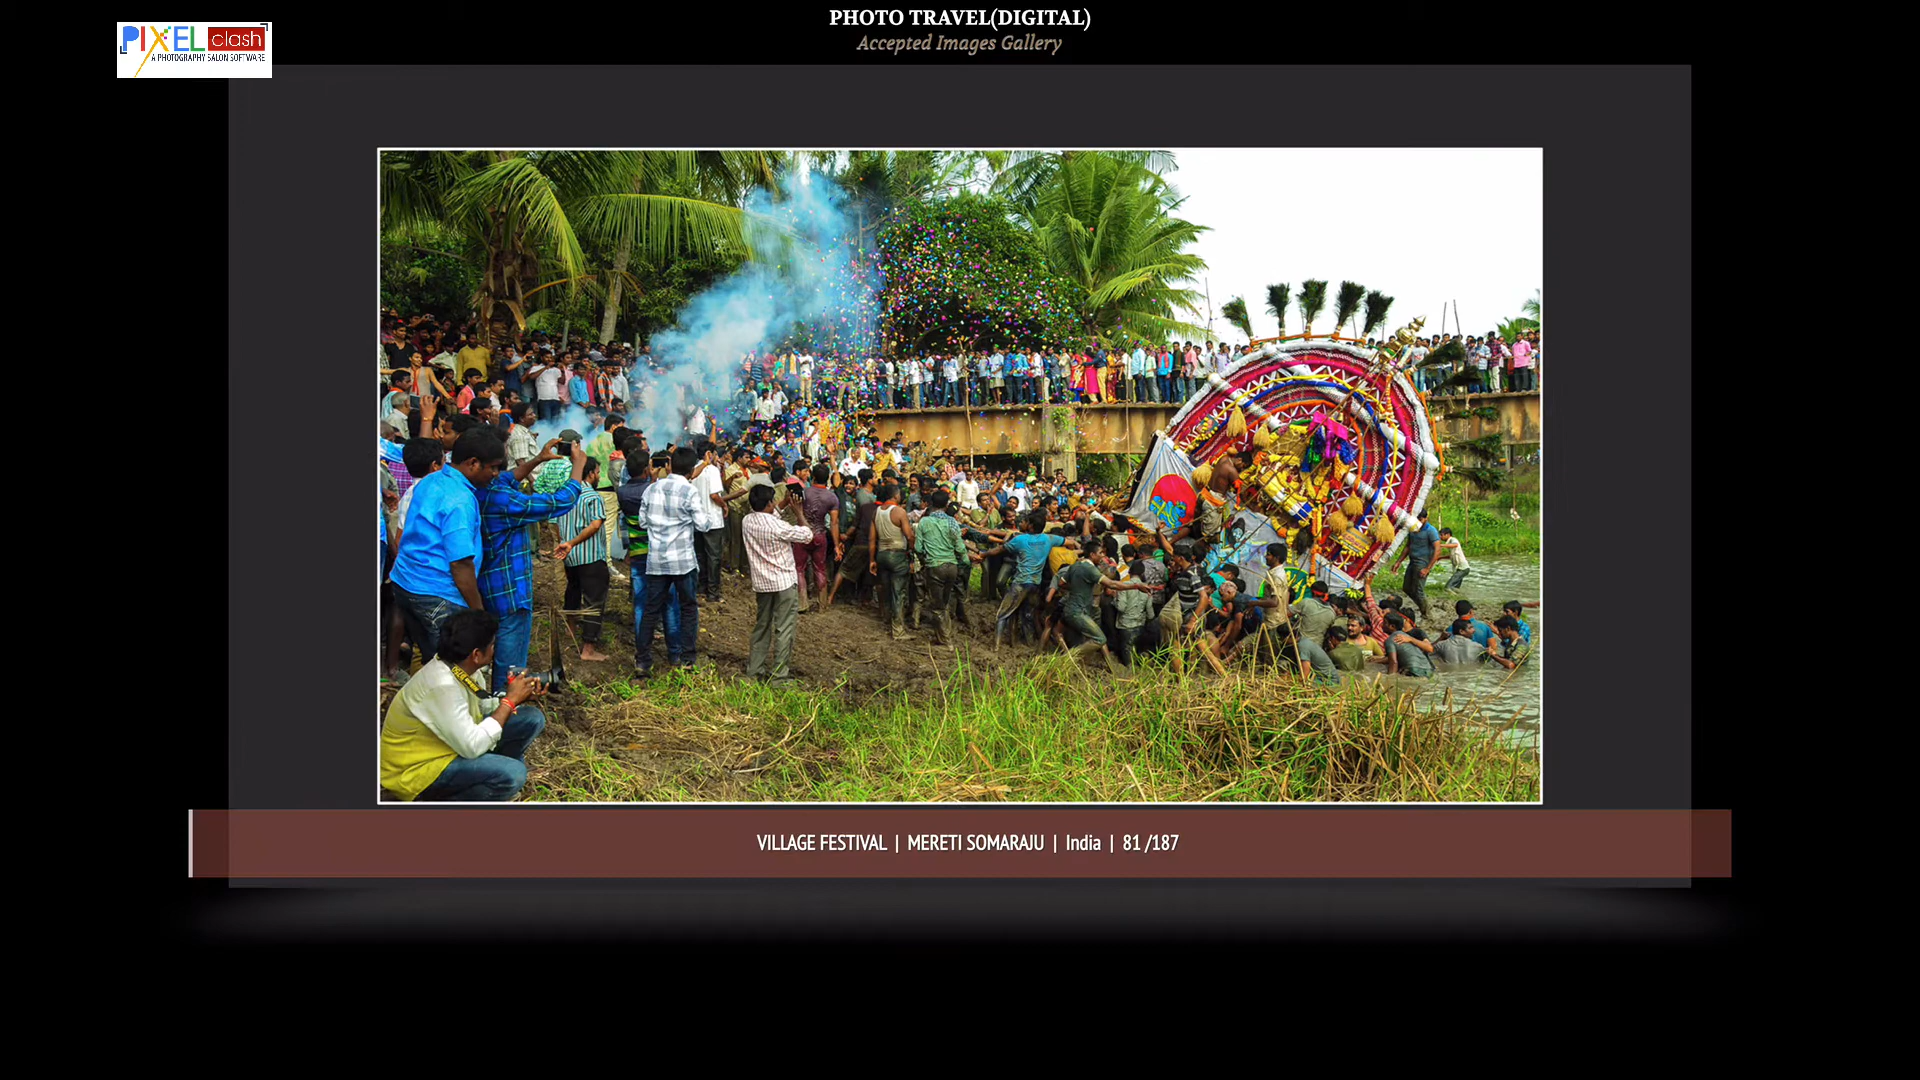 PHOTO TRAVEL(DIGITAL)
Accepted Images Gallery
PIXEL clash
A PHOTOGRAPHY SALON SOFTWARE
VILLAGE FESTIVAL | MERETI SOMARAJU | India | 81 /187